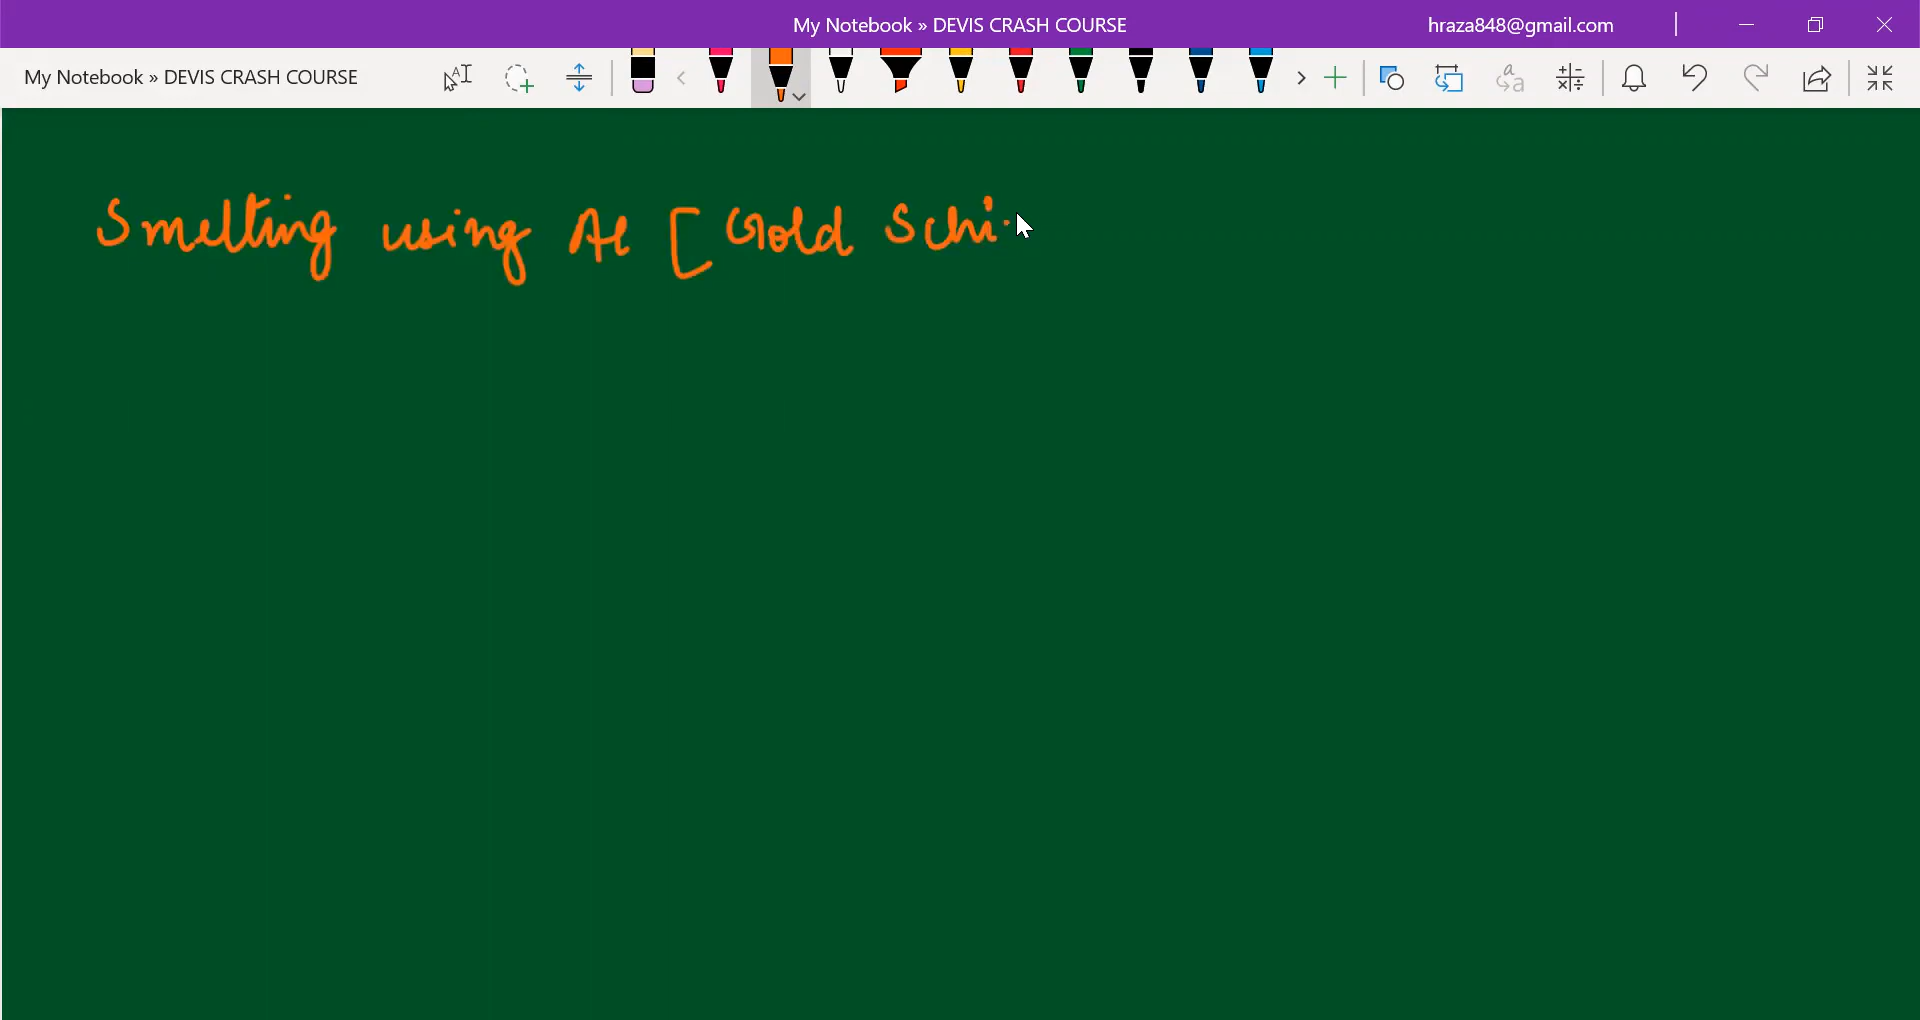 My Notebook » DEVIS CRASH COURSE hraza848@gmail.com
My Notebook » DEVIS CRASH COURSE
Smelting using Al [ Gold Schi